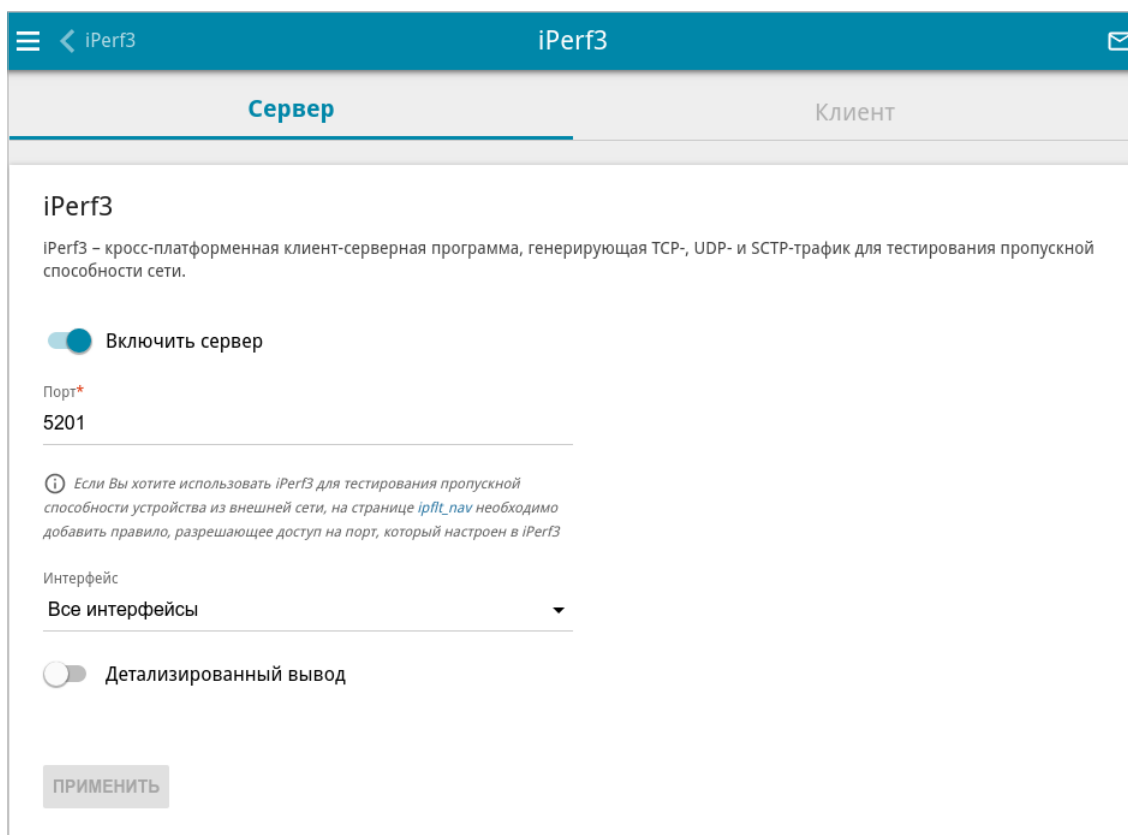 iPerf3
iPerf3
Сервер
Клиент
iPerf3
iPerf3 – кросс-платформенная клиент-серверная программа, генерирующая TCP-, UDP- и SCTP-трафик для тестирования пропускной
способности сети.
Включить сервер
Порт*
5201
Если Вы хотите использовать iPerf3 для тестирования пропускной
способности устройства из внешней сети, на странице ipflt_nav необходимо
добавить правило, разрешающее доступ на порт, который настроен в iPerf3
Интерфейс
Все интерфейсы
Детализированный вывод
ПРИМЕНИТЬ